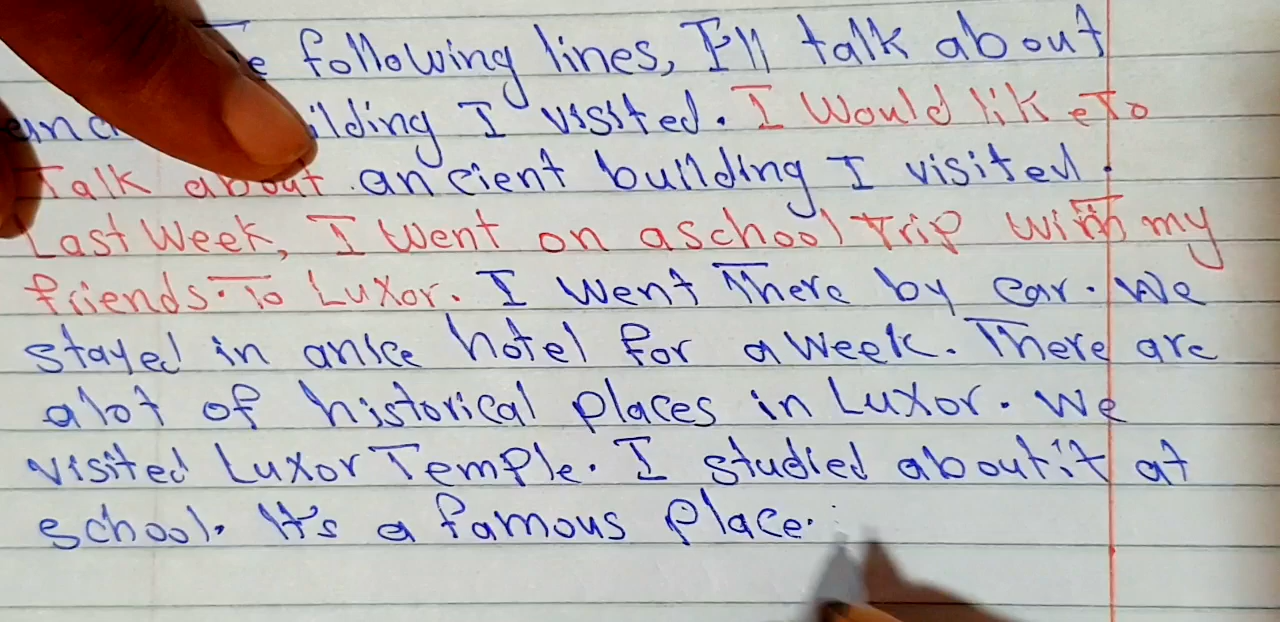 following lines, I'll talk about
I visited. I Would like To
Talk about ancient building I visited.
Last Week, I Went on a school Trip with my
friends. To Luxor. I Went There by car. We
stayed in anice hotel for a week. There are
a lot of historical places in Luxor. We
visited Luxor Temple. I studied about it at
school. It's a famous place.